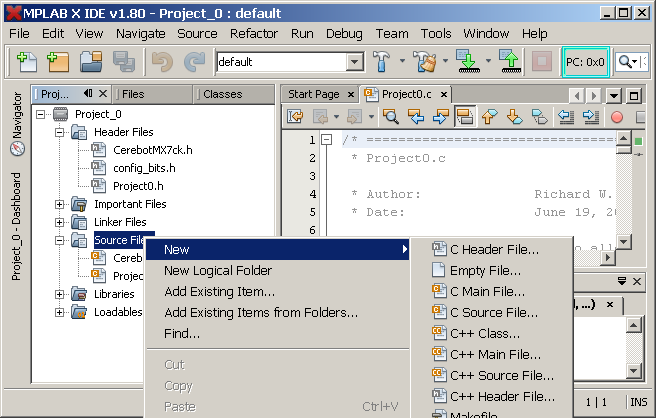 MPLAB X IDE v1.80 - Project_0 : default
File Edit View Navigate Source Refactor Run Debug Team Tools Window Help
default
PC: 0x0
Proj... Files Classes
Start Page Project0.c
Navigator
Project_0 - Dashboard
Project_0
Header Files
CerebotMX7ck.h
config_bits.h
Project0.h
Important Files
Linker Files
Source File
Cerebo
Project
Libraries
Loadables
1 /* ==============================
2 * Project0.c
3
4 * Author: Richard W.
5 * Date: June 19, 20
New
New Logical Folder
Add Existing Item...
Add Existing Items from Folders...
Find...
Cut
Copy
Paste Ctrl+V
C Header File...
Empty File...
C Main File...
C Source File...
C++ Class...
C++ Main File...
C++ Source File...
C++ Header File...
Makefile
, ...)
1 | 1 INS